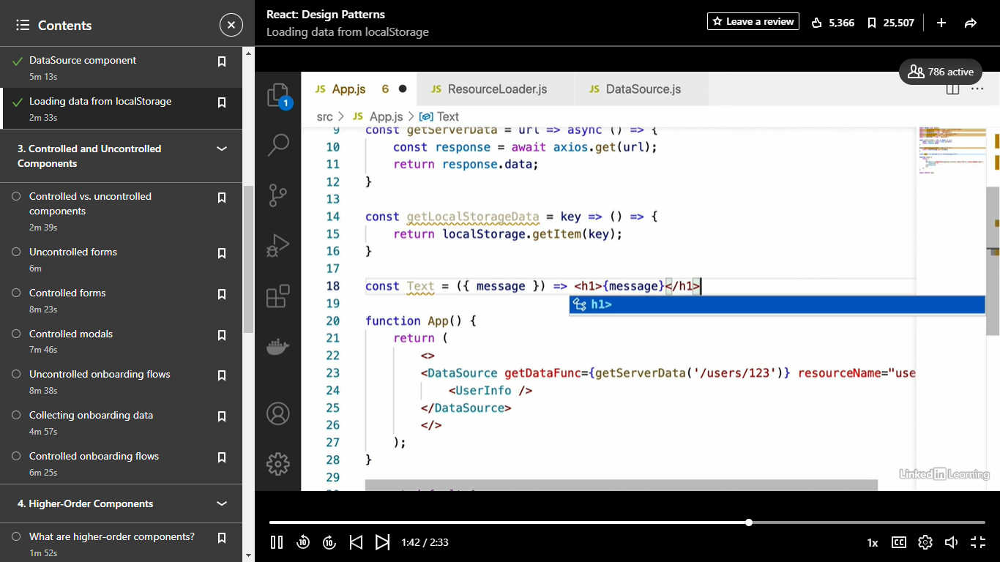 Contents
DataSource component
5m 13s
Loading data from localStorage
2m 33s
3. Controlled and Uncontrolled
Components
Controlled vs. uncontrolled
components
2m 39s
Uncontrolled forms
6m
Controlled forms
8m 23s
Controlled modals
7m 46s
Uncontrolled onboarding flows
8m 38s
Collecting onboarding data
4m 57s
Controlled onboarding flows
6m 25s
4. Higher-Order Components
What are higher-order components?
1m 52s
React: Design Patterns
Loading data from localStorage
Leave a review
5,366
25,507
786 active
1
JS App.js 6
JS ResourceLoader.js
JS DataSource.js
src > JS App.js > Text
9 const getServerData = url => async () => {
10 const response = await axios.get(url);
11 return response.data;
12 }
13
14 const getLocalStorageData = key => () => {
15 return localStorage.getItem(key);
16 }
17
18 const Text = ({ message }) => <h1>{message}</h1>
h1>
19
20 function App() {
21 return (
22 <>
23 <DataSource getDataFunc={getServerData('/users/123')} resourceName="use
24 <UserInfo />
25 </DataSource>
26 </>
27 );
28 }
29
LinkedIn Learning
10
10
1:42 / 2:33
1x
CC